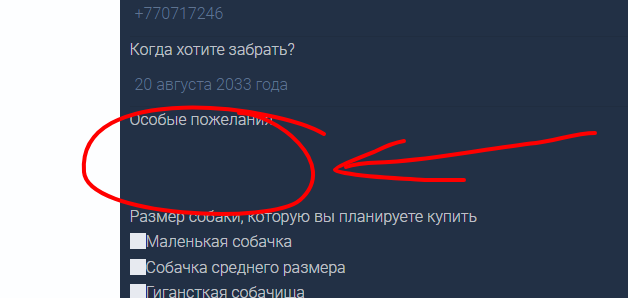 +770717246
Когда хотите забрать?
20 августа 2033 года
Особые пожелания
Размер собаки, которую вы планируете купить
Маленькая собачка
Собачка среднего размера
Гигансткая собачища